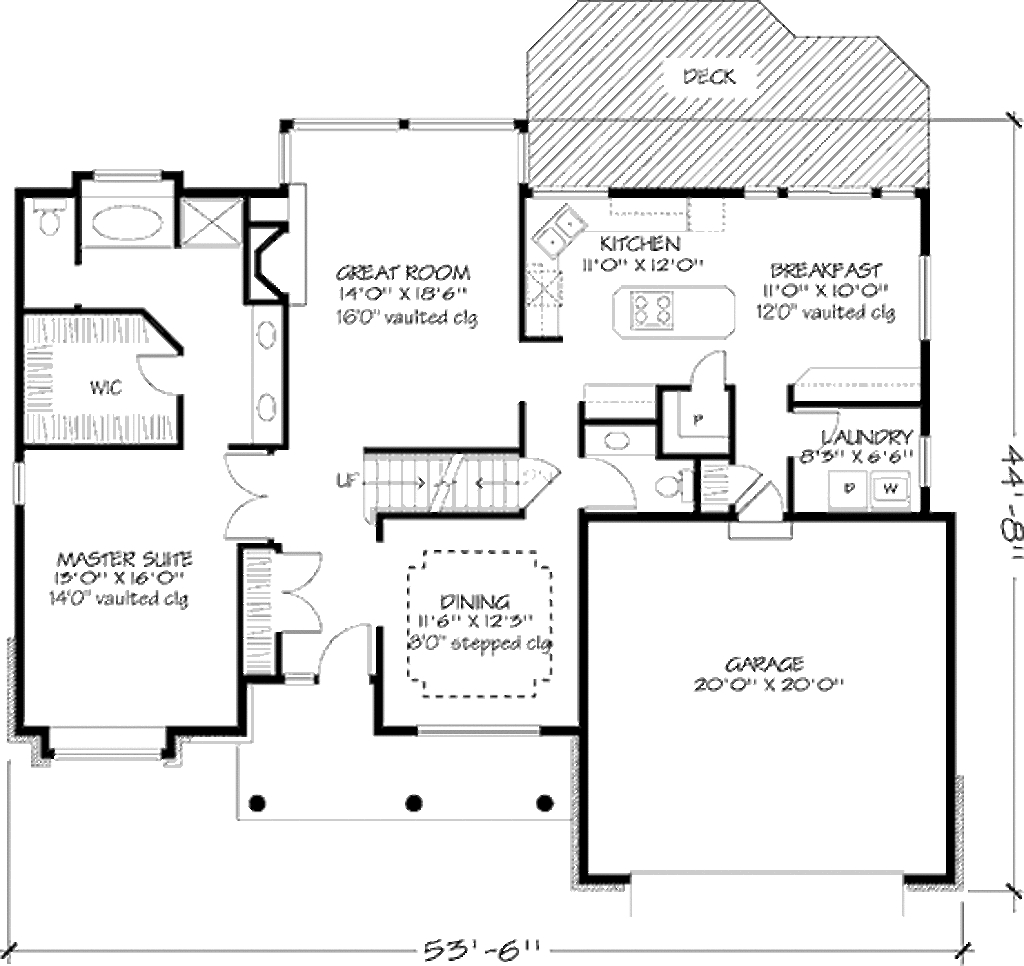 DECK
KITCHEN
11'0" X 12'0"
GREAT ROOM
14'0" X 18'6"
16'0" vaulted clg
BREAKFAST
11'0" X 10'0"
12'0" vaulted clg
WIC
P
LAUNDRY
8'3" X 6'6"
D
W
44'-8"
MASTER SUITE
13'0" X 16'0"
14'0" vaulted clg
DINING
11'6" X 12'3"
stepped clg
GARAGE
20'0" X 20'0"
53'-6"